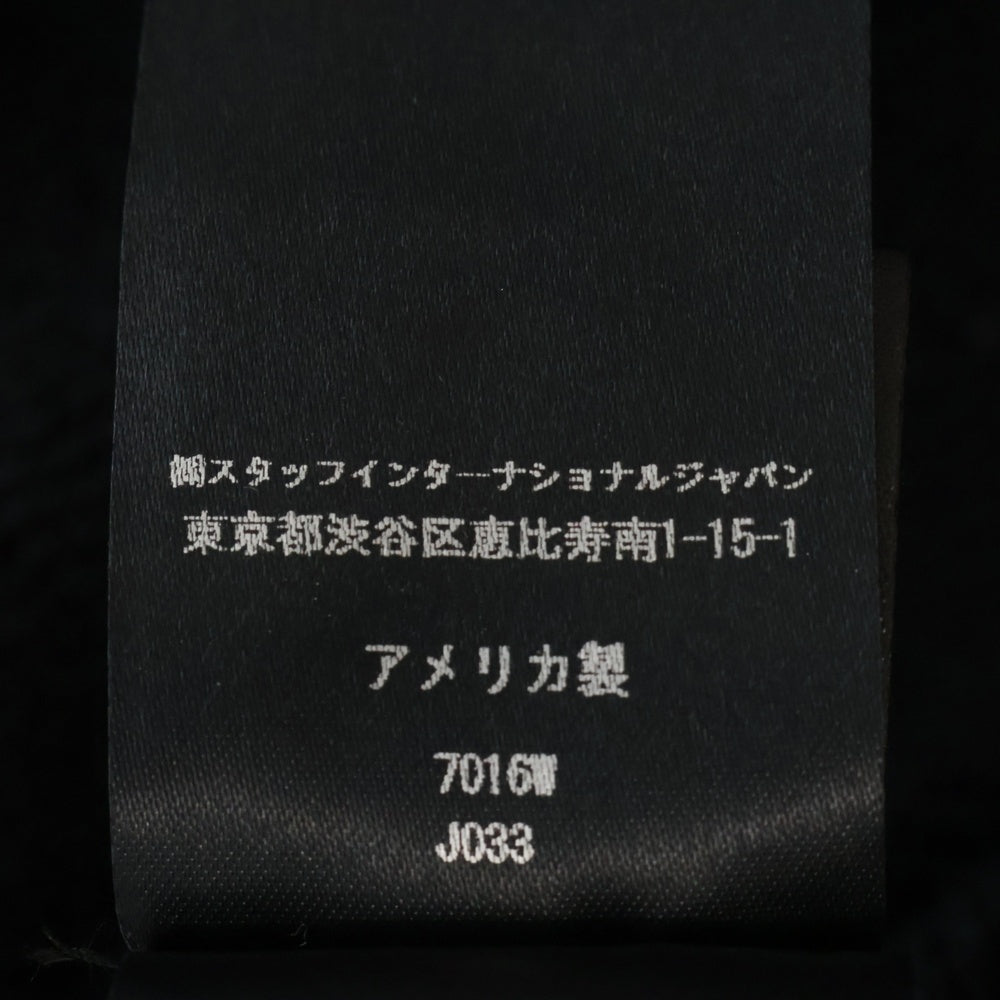 ㈱スタッフインターナショナルジャパン
東京都渋谷区恵比寿南1-15-1
アメリカ製
7016W
J033